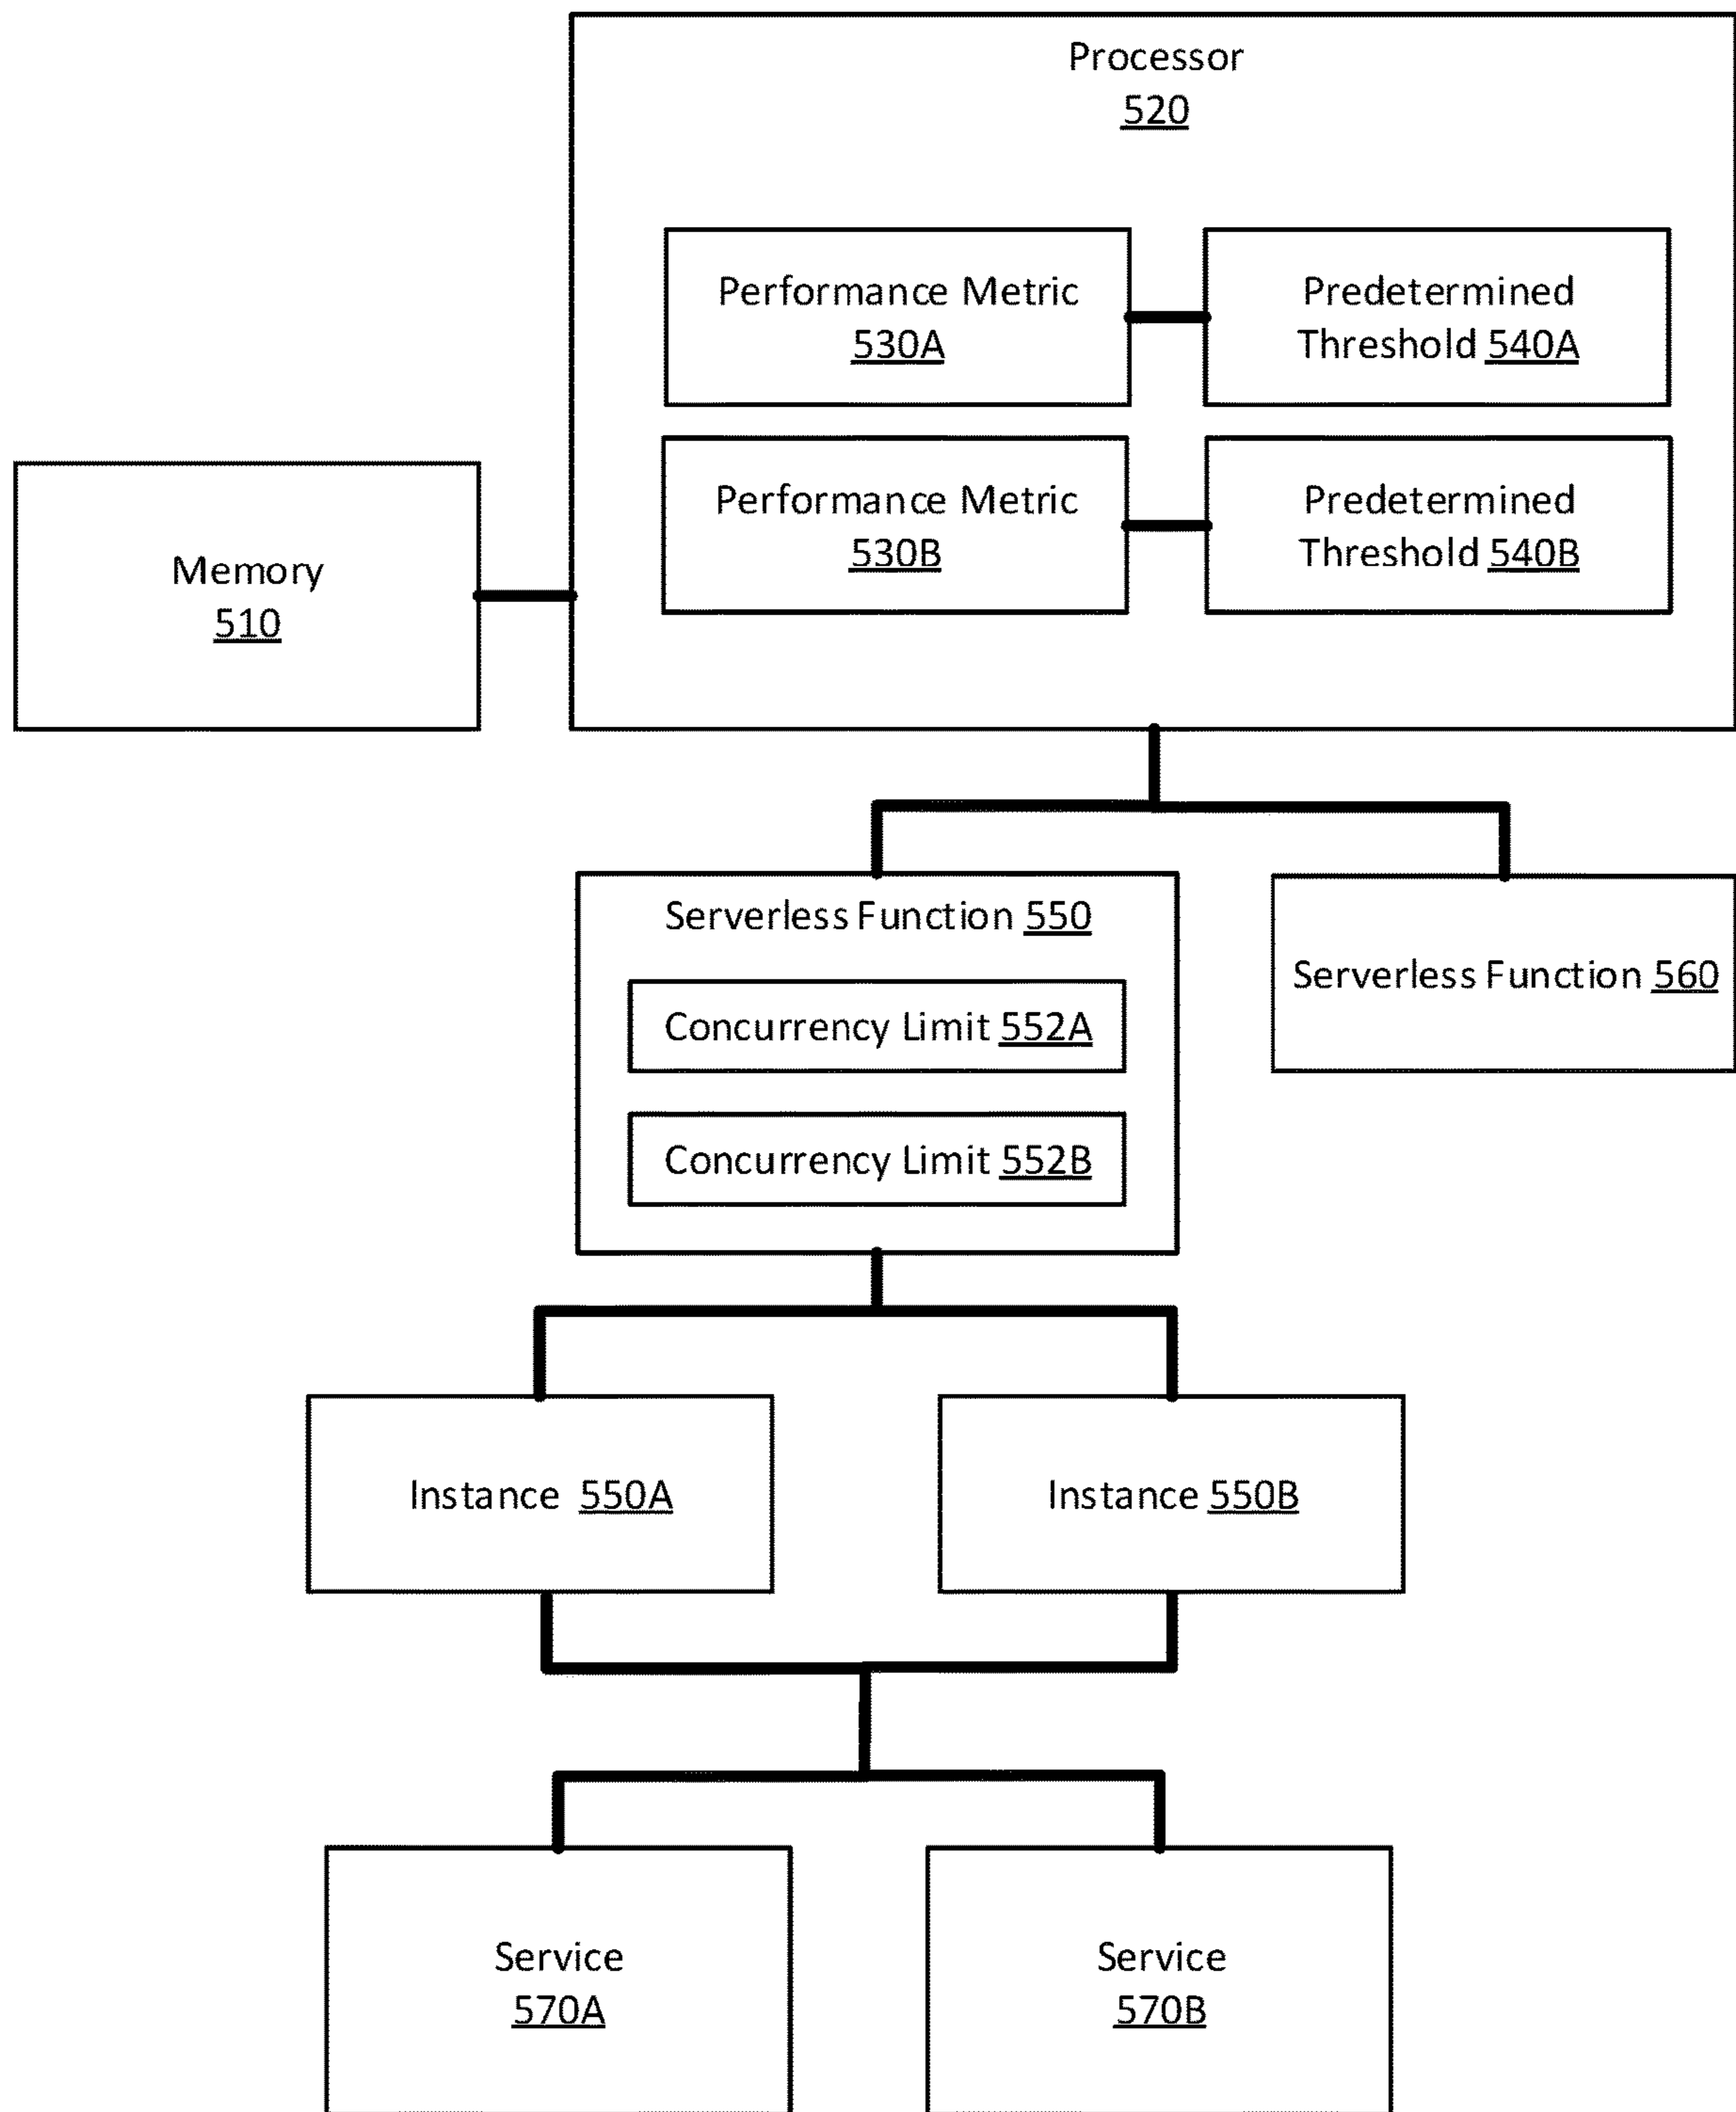 Processor
520
Performance Metric
530A
Predetermined
Threshold 540A
Performance Metric
530B
Predetermined
Threshold 540B
Memory
510
Serverless Function 550
Concurrency Limit 552A
Concurrency Limit 552B
Serverless Function 560
Instance 550A
Instance 550B
Service
570A
Service
570B